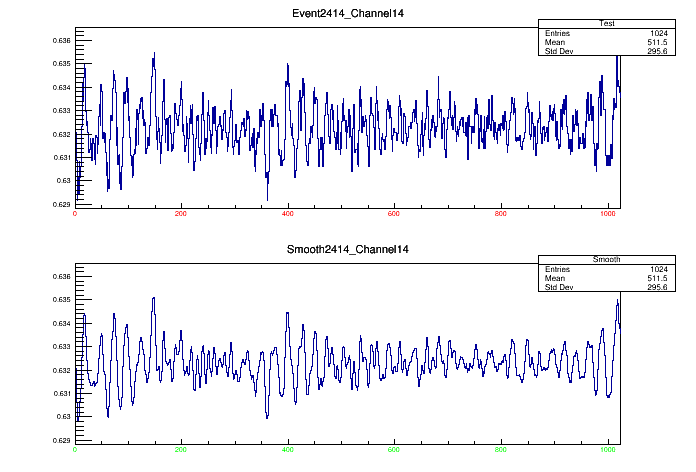 Event2414_Channel14
Test
Entries 1024
Mean 511.5
Std Dev 295.6
0.636
0.635
0.634
0.633
0.632
0.631
0.63
0.629
0 200 400 600 800 1000
Smooth2414_Channel14
Smooth
Entries 1024
Mean 511.5
Std Dev 295.6
0.636
0.635
0.634
0.633
0.632
0.631
0.63
0.629
0 200 400 600 800 1000